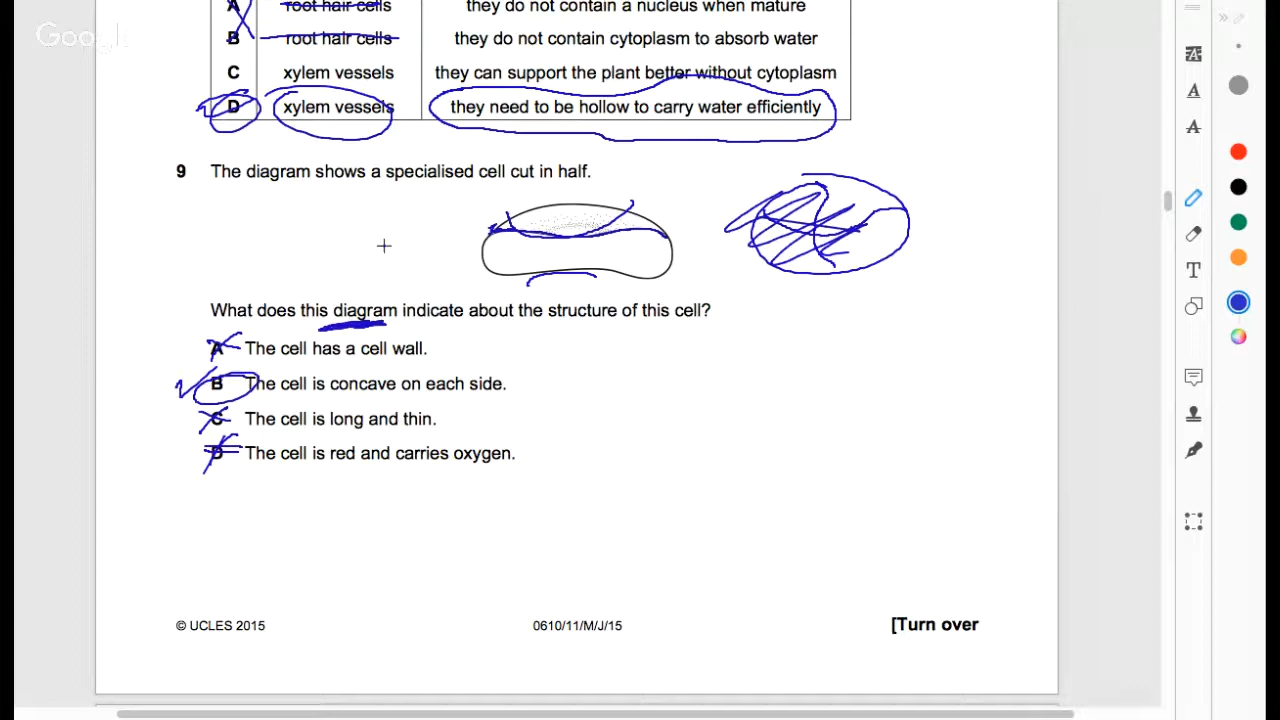 Google
A root hair cells they do not contain a nucleus when mature
B root hair cells they do not contain cytoplasm to absorb water
C xylem vessels they can support the plant better without cytoplasm
D xylem vessels they need to be hollow to carry water efficiently
9 The diagram shows a specialised cell cut in half.
What does this diagram indicate about the structure of this cell?
A The cell has a cell wall.
B The cell is concave on each side.
C The cell is long and thin.
D The cell is red and carries oxygen.
© UCLES 2015 0610/11/M/J/15 [Turn over